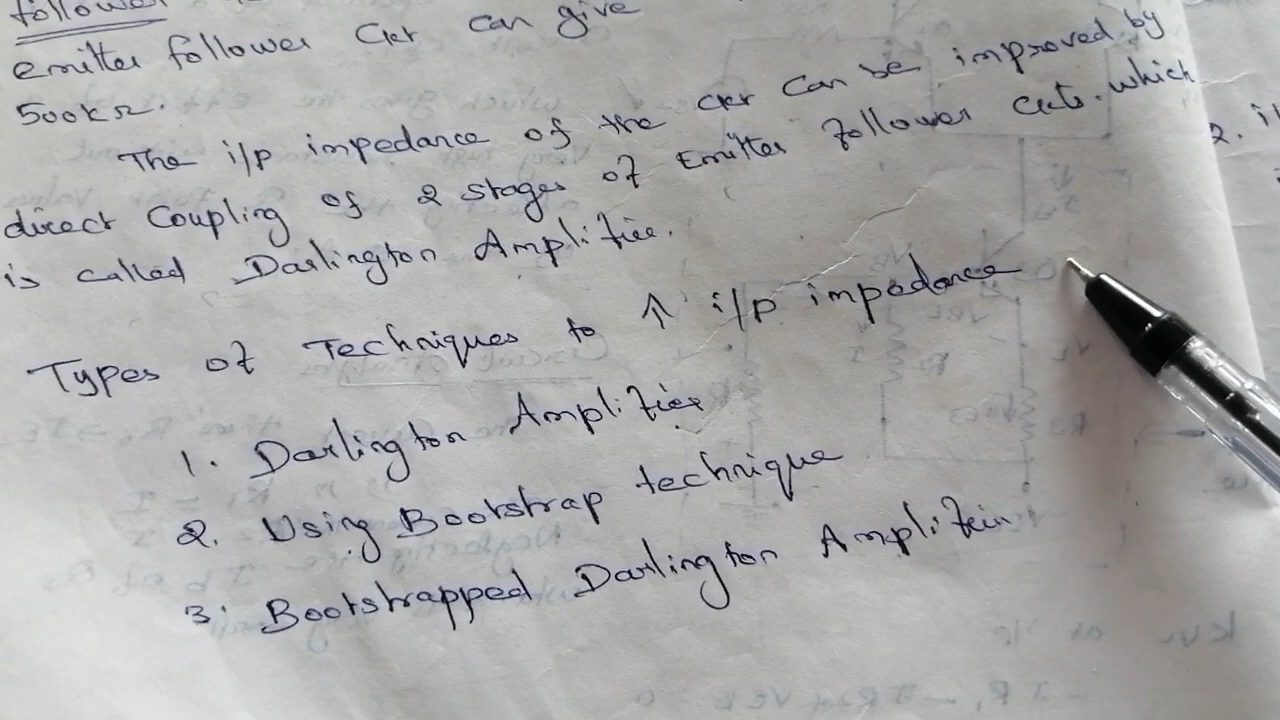 follower
emitter follower Ckt can give
500kΩ.
The i/p impedance of the ckt can be improved by
direct coupling of 2 stages of Emitter follower Ckts. which
is called Darlington Amplifier.
Types of Techniques to ↑ i/p impedance
1. Darlington Amplifier
2. Using Bootstrap technique
3. Bootstrapped Darlington Amplifier
2. i/